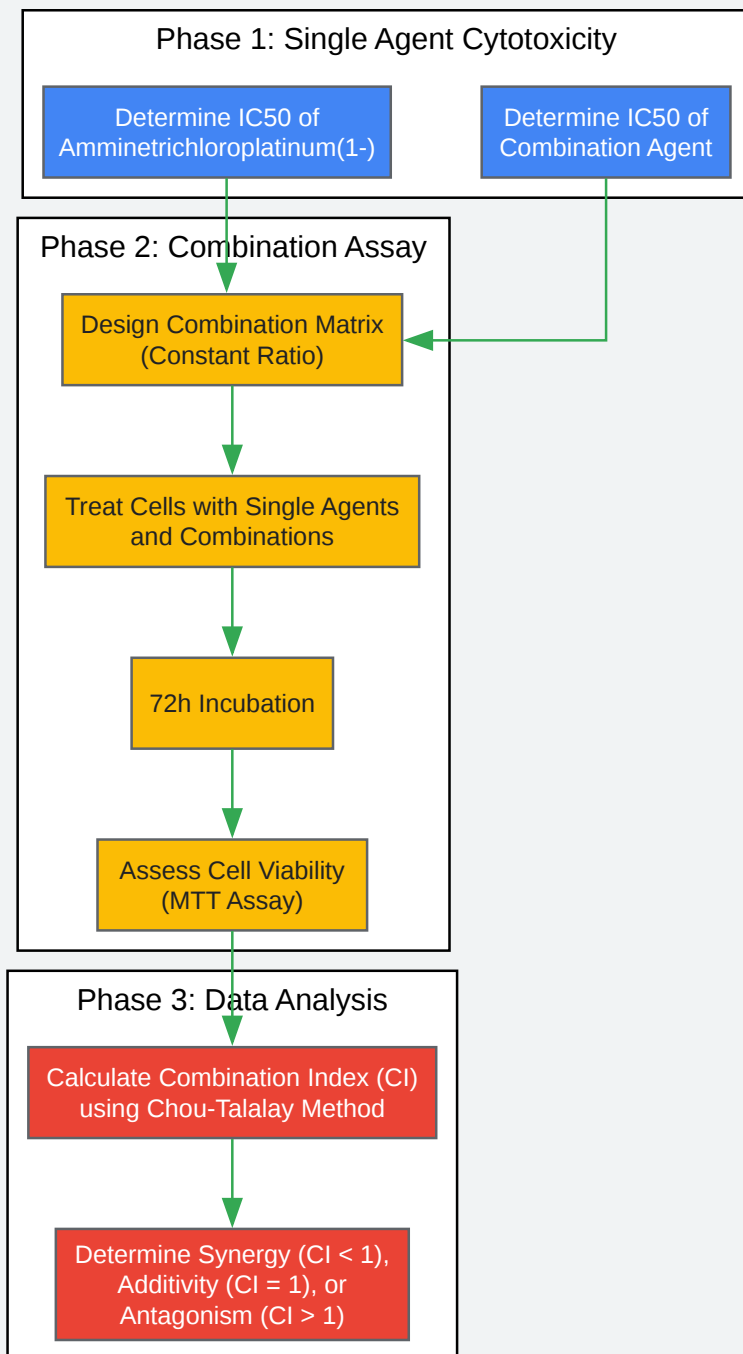 Phase 1: Single Agent Cytotoxicity
Determine IC50 of
Amminetrichloroplatinum(1-)
Determine IC50 of
Combination Agent
Phase 2: Combination Assay
Design Combination Matrix
(Constant Ratio)
Treat Cells with Single Agents
and Combinations
72h Incubation
Assess Cell Viability
(MTT Assay)
Phase 3: Data Analysis
Calculate Combination Index (CI)
using Chou-Talalay Method
Determine Synergy (CI < 1),
Additivity (CI = 1), or
Antagonism (CI > 1)